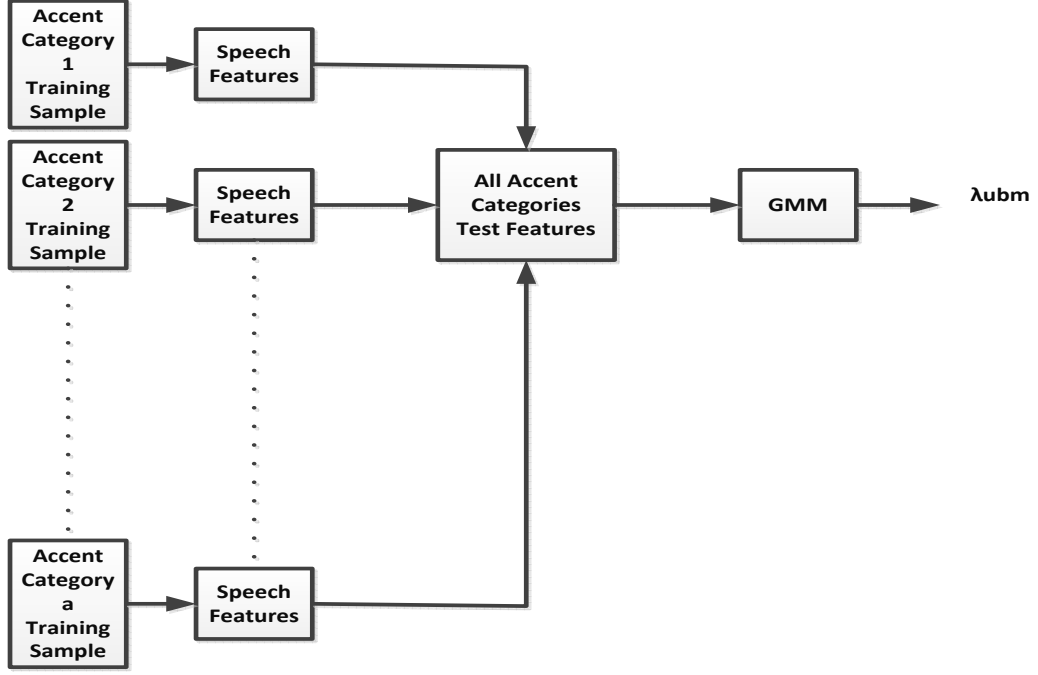 Accent
Category
1
Training
Sample
Speech
Features
Accent
Category
2
Training
Sample
Speech
Features
All Accent
Categories
Test Features
GMM
λubm
Accent
Category
a
Training
Sample
Speech
Features